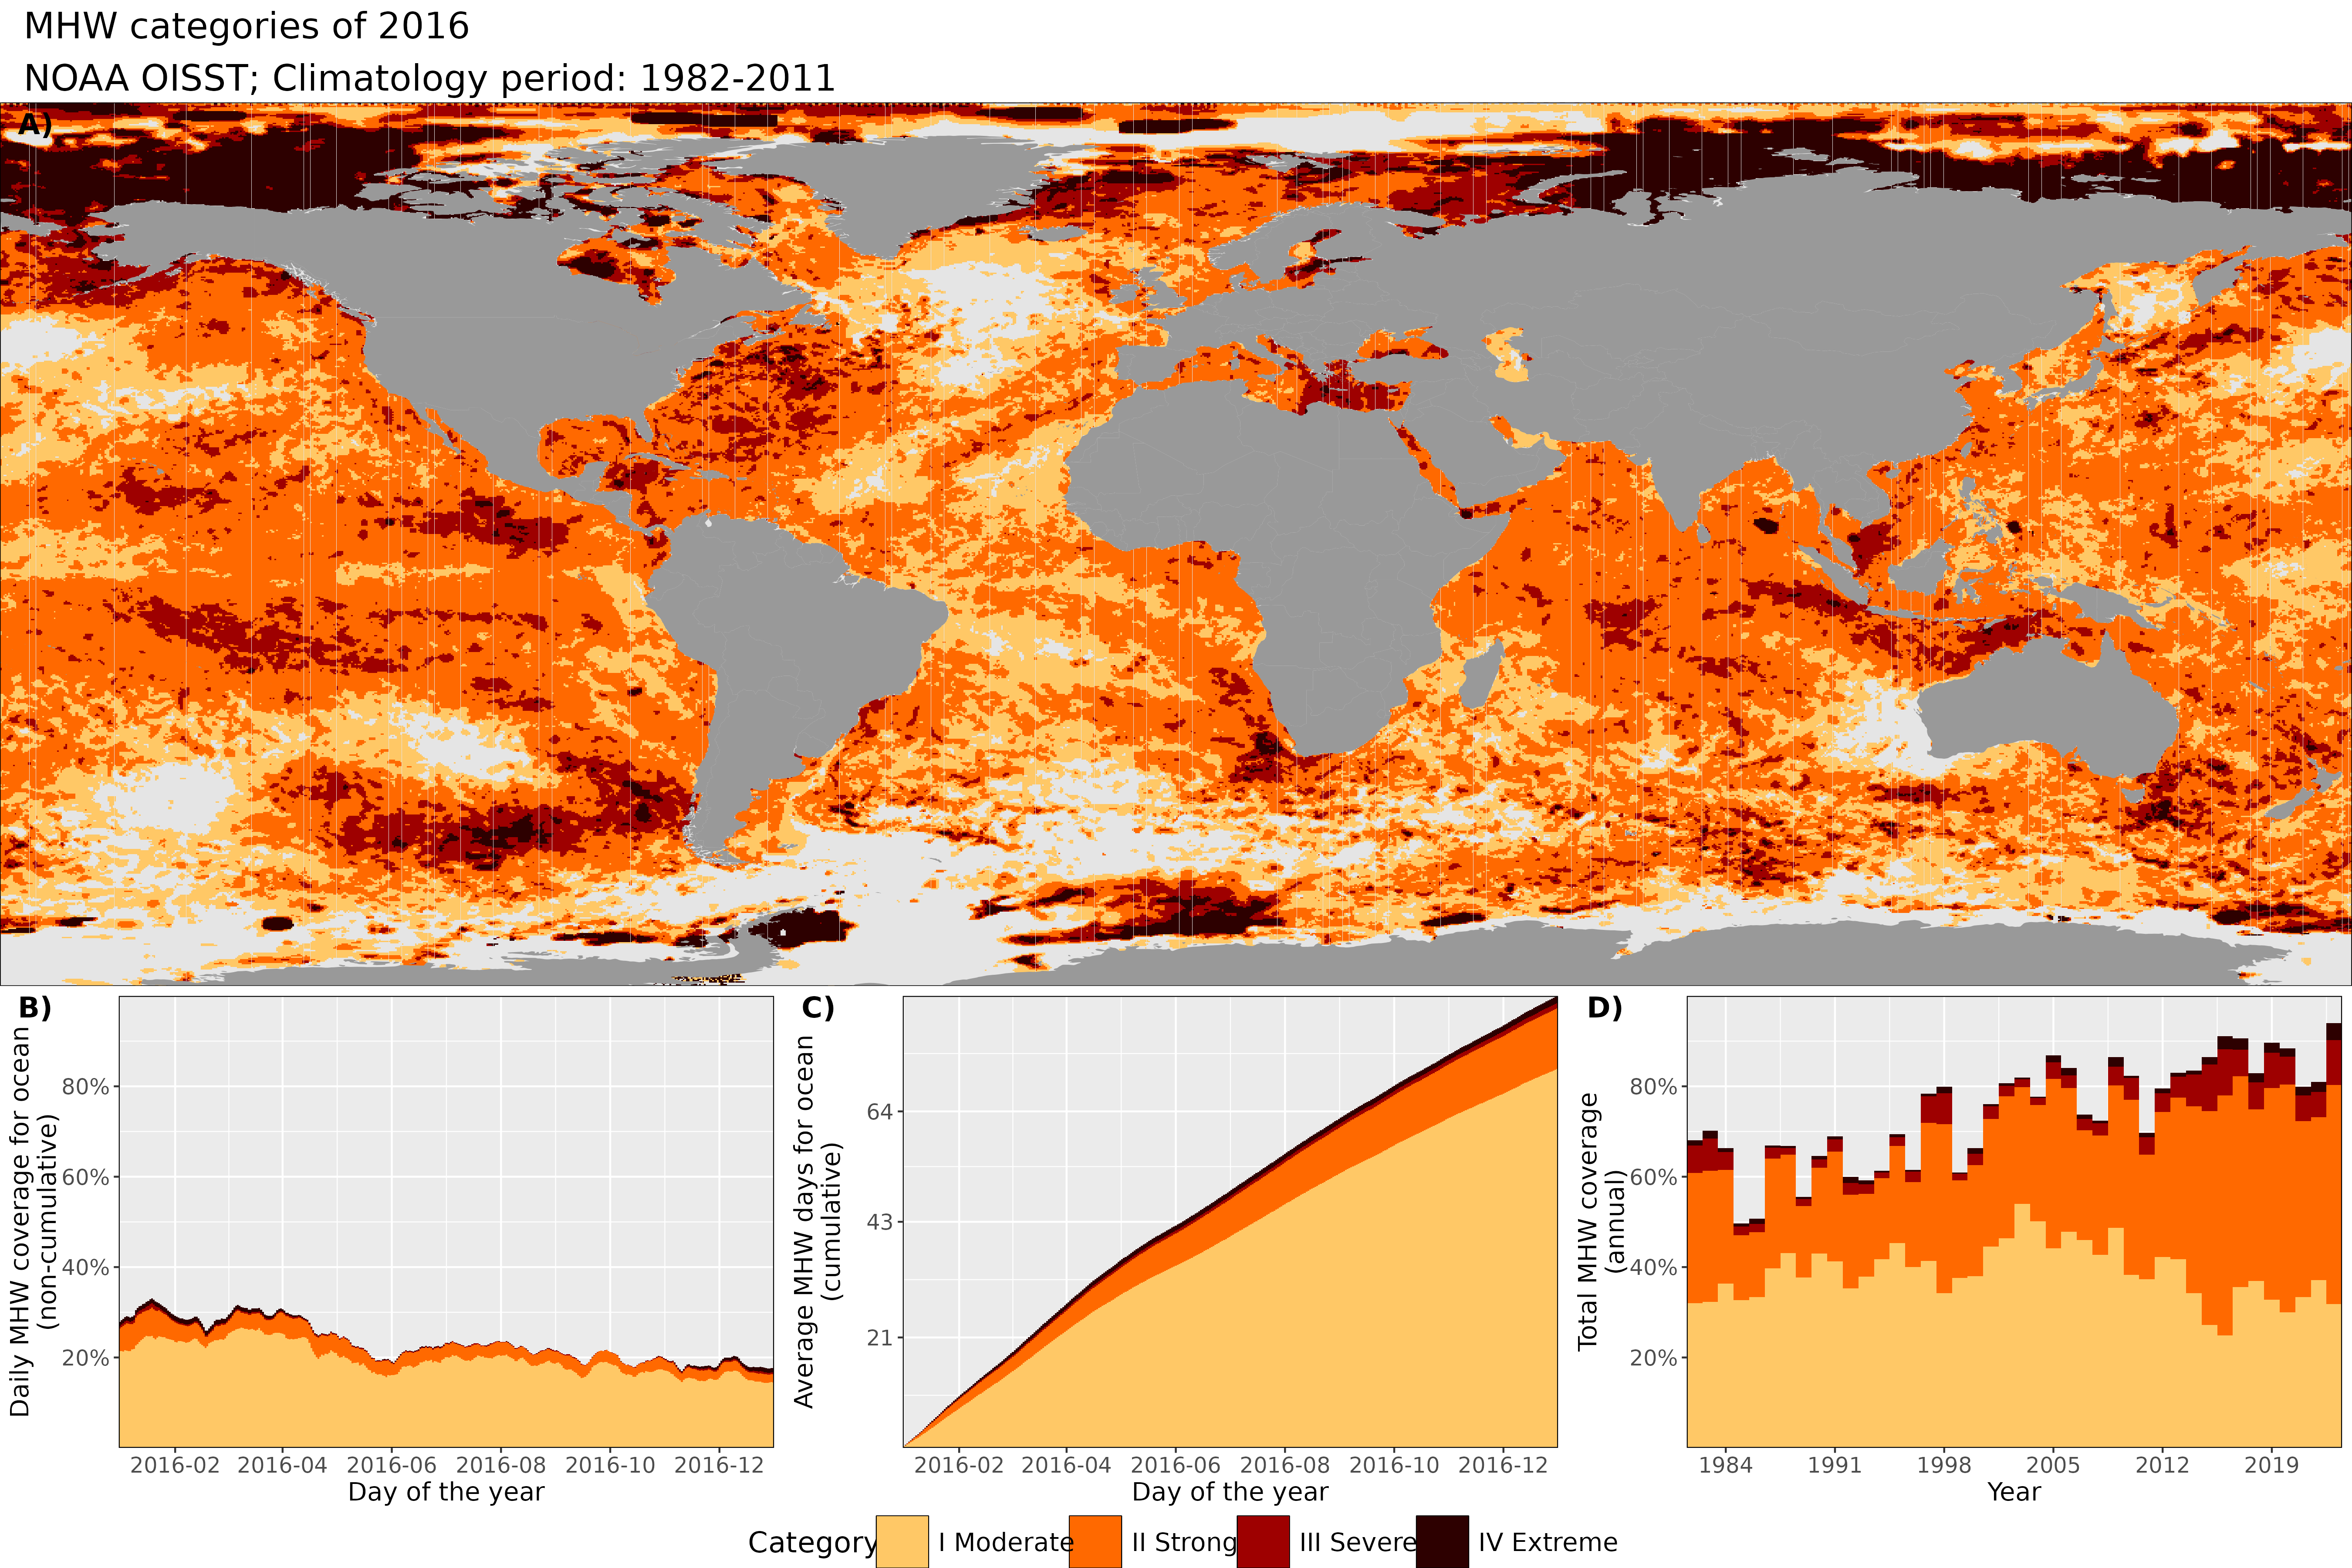 MHW categories of 2016
NOAA OISST; Climatology period: 1982-2011
A)
B)
Daily MHW coverage for ocean
(non-cumulative)
80%
60%
40%
20%
2016-02 2016-04 2016-06 2016-08 2016-10 2016-12
Day of the year
C)
Average MHW days for ocean
(cumulative)
64
43
21
2016-02 2016-04 2016-06 2016-08 2016-10 2016-12
Day of the year
D)
Total MHW coverage
(annual)
80%
60%
40%
20%
1984 1991 1998 2005 2012 2019
Year
Category I Moderate II Strong III Severe IV Extreme